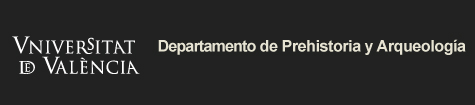 VNIVERSITAT
DE VALÈNCIA
Departamento de Prehistoria y Arqueología